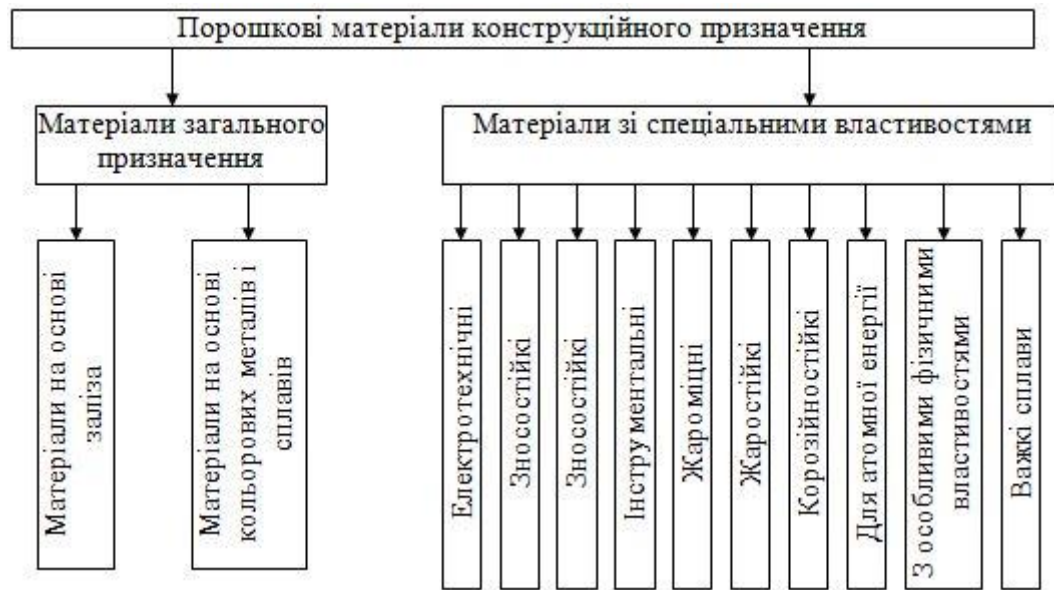 Порошкові матеріали конструкційного призначення
Матеріали загального
призначення
Матеріали зі спеціальними властивостями
Матеріали на основі
заліза
Матеріали на основі
кольорових металів і
сплавів
Електротехнічні
Зносостійкі
Зносостійкі
Інструментальні
Жароміцні
Жаростійкі
Корозійностійкі
Для атомної енергії
З особливими фізичними
властивостями
Важкі сплави